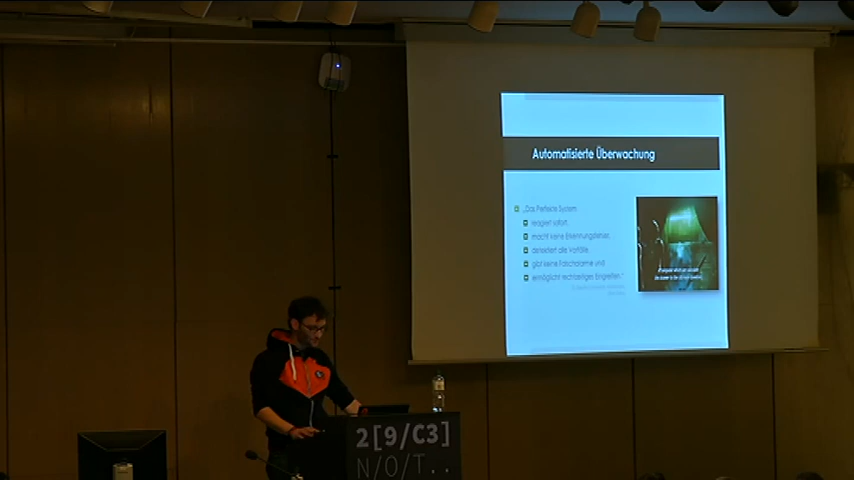 Automatisierte Überwachung
„Das Perfekte System:
reagiert sofort,
macht keine Erkennungsfehler,
detektiert alle Vorfälle
gibt keine Falschalarme und
ermöglicht rechtzeitiges Eingreifen."
2[9/C3]
N/O/T..